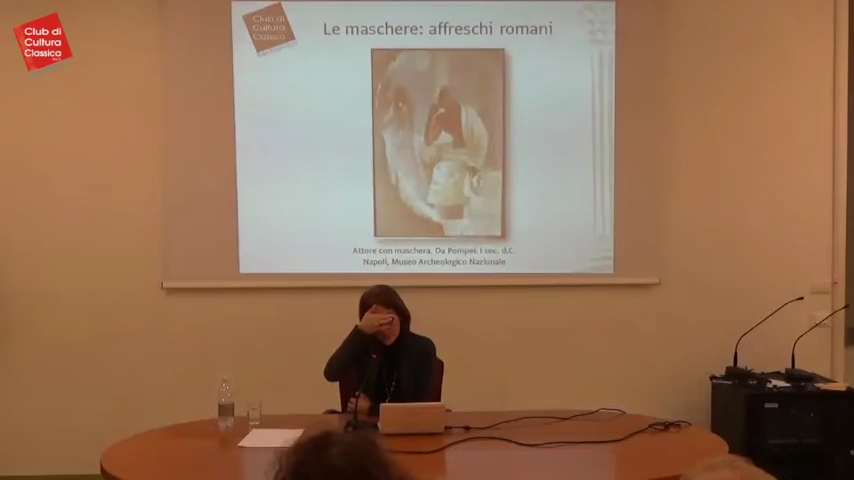 Club di
Cultura
Classica
Club di
Cultura
Classica
Le maschere: affreschi romani
Attore con maschera. Da Pompei. I sec. d.C.
Napoli, Museo Archeologico Nazionale